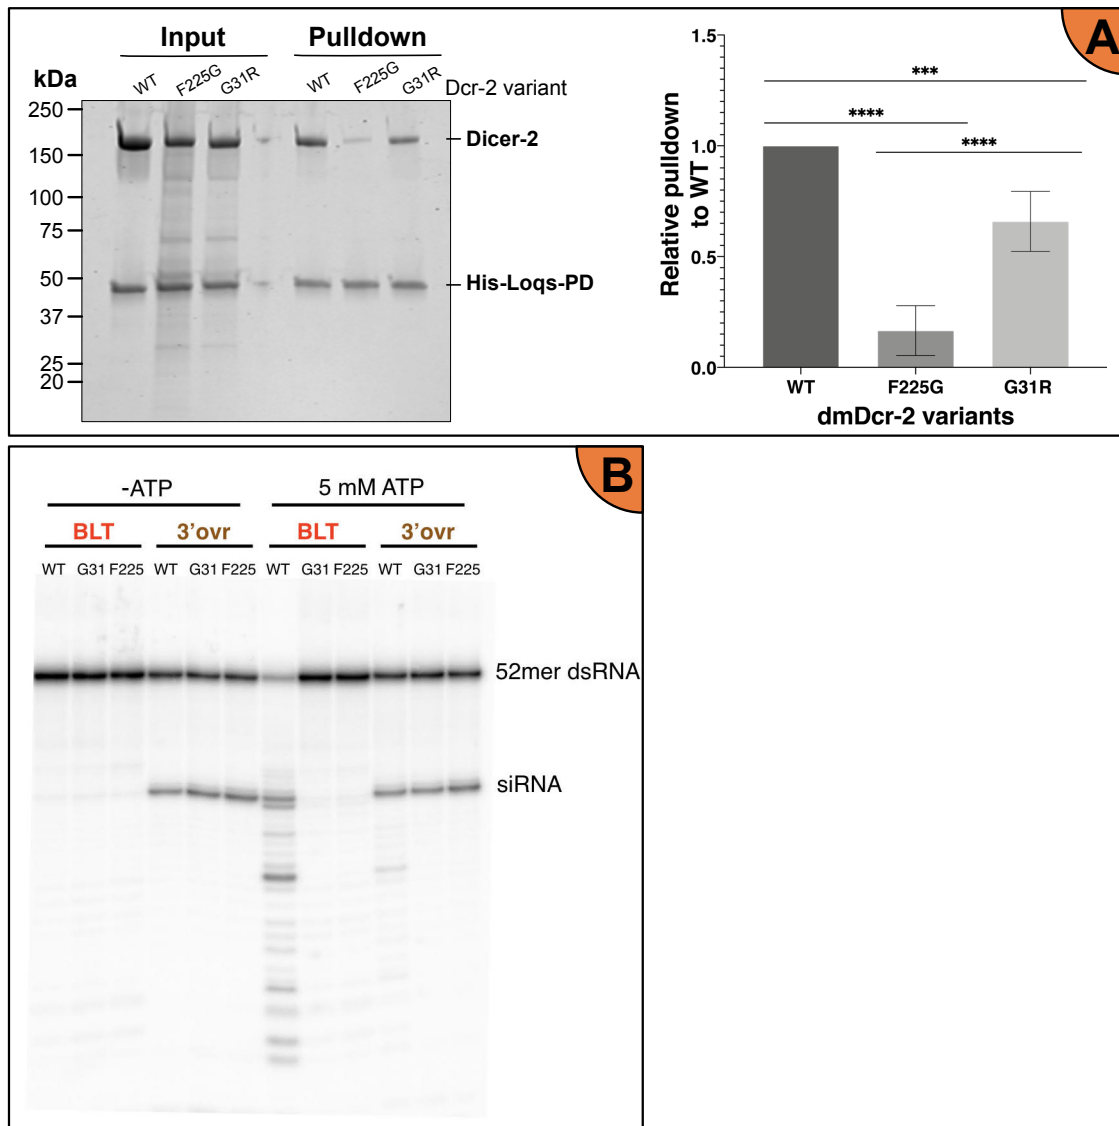 A
Input Pulldown
kDa WT F225G G31R WT F225G G31R Dcr-2 variant
250
150
100
75
50
37
25
20
Dicer-2
His-Loqs-PD
Relative pulldown
to WT
1.5
1.0
0.5
0.0
***
****
****
WT F225G G31R
dmDcr-2 variants
B
-ATP 5 mM ATP
BLT 3'ovr BLT 3'ovr
WT G31 F225 WT G31 F225 WT G31 F225 WT G31 F225
52mer dsRNA
siRNA